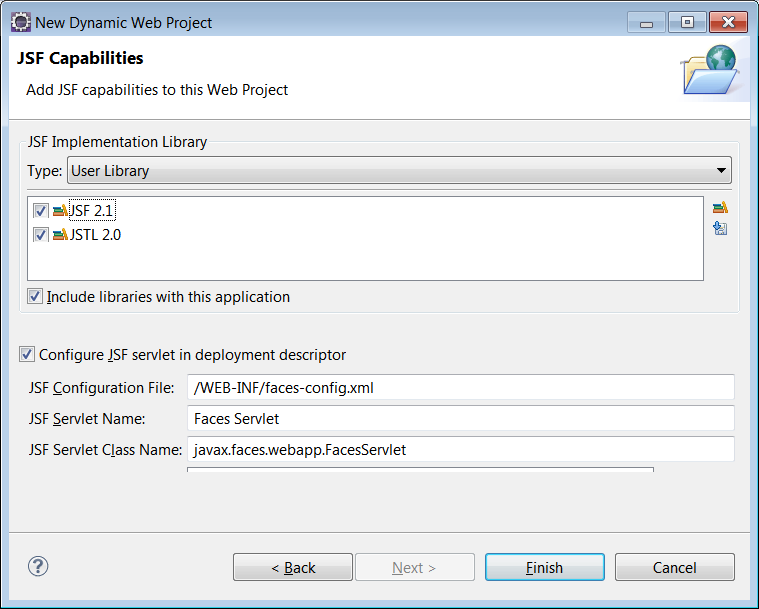 New Dynamic Web Project
JSF Capabilities
Add JSF capabilities to this Web Project
JSF Implementation Library
Type: User Library
JSF 2.1
JSTL 2.0
Include libraries with this application
Configure JSF servlet in deployment descriptor
JSF Configuration File: /WEB-INF/faces-config.xml
JSF Servlet Name: Faces Servlet
JSF Servlet Class Name: javax.faces.webapp.FacesServlet
? < Back Next > Finish Cancel